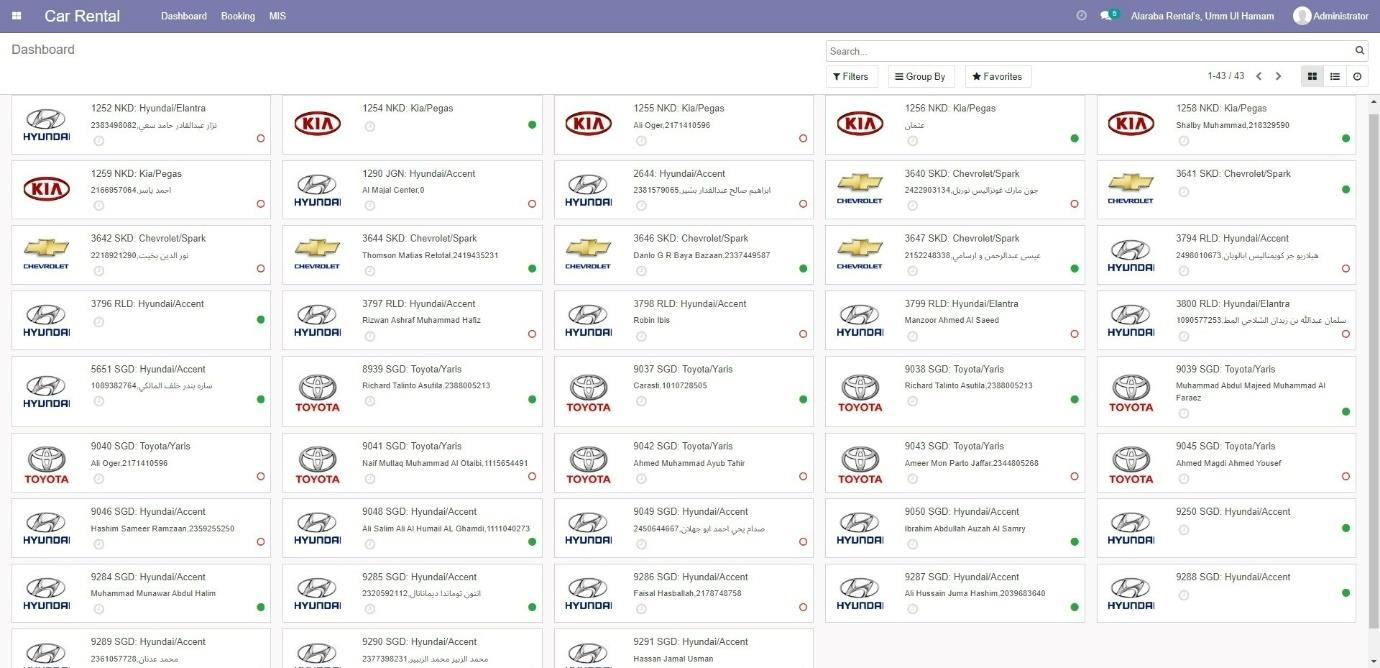 Car Rental
Dashboard Booking MIS
6 Alaraba Rental's, Umm Ul Hamam Administrator
Dashboard
Search...
Filters Group By Favorites 1-43 / 43
HYUNDAI
1252 NKD: Hyundai/Elantra
نزار عبدالقادر حامد سعي,2383498082
KIA
1254 NKD: Kia/Pegas
KIA
1255 NKD: Kia/Pegas
Ali Oger,2171410596
KIA
1256 NKD: Kia/Pegas
عثمان
KIA
1258 NKD: Kia/Pegas
Shalby Muhammad,218329590
KIA
1259 NKD: Kia/Pegas
احمد ياسر,2166957064
HYUNDAI
1290 JGN: Hyundai/Accent
Al Majal Center,0
HYUNDAI
2644: Hyundai/Accent
ابراهيم صالح عبدالقدار بشير,2381579065
CHEVROLET
3640 SKD: Chevrolet/Spark
جون مارك غونزاليس نوريل,2422903134
CHEVROLET
3641 SKD: Chevrolet/Spark
CHEVROLET
3642 SKD: Chevrolet/Spark
نور الدين بخيت,2218921290
CHEVROLET
3644 SKD: Chevrolet/Spark
Thomson Matias Retotal,2419435231
CHEVROLET
3646 SKD: Chevrolet/Spark
Danlo G R Baya Bazaan,2337449587
CHEVROLET
3647 SKD: Chevrolet/Spark
عيسى عبدالرحمن و ارسامي,2152248338
HYUNDAI
3794 RLD: Hyundai/Accent
هيلاريو جر كويمناليس ابالويان,2498010673
HYUNDAI
3796 RLD: Hyundai/Accent
HYUNDAI
3797 RLD: Hyundai/Accent
Rizwan Ashraf Muhammad Hafiz
HYUNDAI
3798 RLD: Hyundai/Accent
Robin Ibis
HYUNDAI
3799 RLD: Hyundai/Elantra
Manzoor Ahmed Al Saeed
HYUNDAI
3800 RLD: Hyundai/Elantra
سلمان عبدالله بن زيدان الشلاحي المط,1090577253
HYUNDAI
5651 SGD: Hyundai/Accent
ساره بندر خلف المالكي,1089382764
TOYOTA
8939 SGD: Toyota/Yaris
Richard Talinto Asutila,2388005213
TOYOTA
9037 SGD: Toyota/Yaris
Carasti,1010728505
TOYOTA
9038 SGD: Toyota/Yaris
Richard Talinto Asutila,2388005213
TOYOTA
9039 SGD: Toyota/Yaris
Muhammad Abdul Majeed Muhammad Al
Faraez
TOYOTA
9040 SGD: Toyota/Yaris
Ali Oger,2171410596
TOYOTA
9041 SGD: Toyota/Yaris
Naif Mutlaq Muhammad Al Otaibi,1115654491
TOYOTA
9042 SGD: Toyota/Yaris
Ahmed Muhammad Ayub Tahir
TOYOTA
9043 SGD: Toyota/Yaris
Ameer Mon Parto Jaffar,2344805268
TOYOTA
9045 SGD: Toyota/Yaris
Ahmed Magdi Ahmed Yousef
HYUNDAI
9046 SGD: Hyundai/Accent
Hashim Sameer Ramzaan,2359255250
HYUNDAI
9048 SGD: Hyundai/Accent
Ali Salim Ali Al Humail AL Ghamdi,1111040273
HYUNDAI
9049 SGD: Hyundai/Accent
صدام يحي احمد ابو جهلان,2450644667
HYUNDAI
9050 SGD: Hyundai/Accent
Ibrahim Abdullah Auzah Al Samry
HYUNDAI
9250 SGD: Hyundai/Accent
HYUNDAI
9284 SGD: Hyundai/Accent
Muhammad Munawar Abdul Halim
HYUNDAI
9285 SGD: Hyundai/Accent
انتون توماندا ديماناتال,2320592112
HYUNDAI
9286 SGD: Hyundai/Accent
Faisal Hasballah,2178748758
HYUNDAI
9287 SGD: Hyundai/Accent
Ali Hussain Juma Hashim,2039683640
HYUNDAI
9288 SGD: Hyundai/Accent
9289 SGD: Hyundai/Accent
محمد عدنان,2361057728
9290 SGD: Hyundai/Accent
محمد الزبير محمد الزيبير,2377398231
9291 SGD: Hyundai/Accent
Hassan Jamal Usman